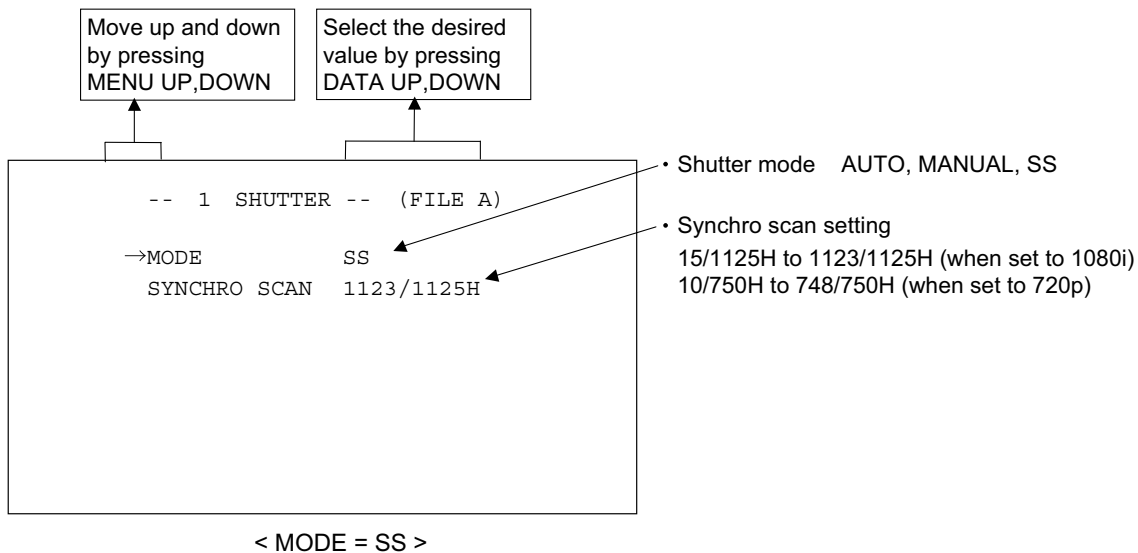 Move up and down
by pressing
MENU UP,DOWN
Select the desired
value by pressing
DATA UP,DOWN
-- 1 SHUTTER -- (FILE A)
→MODE SS
SYNCHRO SCAN 1123/1125H
・Shutter mode AUTO, MANUAL, SS
・Synchro scan setting
15/1125H to 1123/1125H (when set to 1080i)
10/750H to 748/750H (when set to 720p)
< MODE = SS >